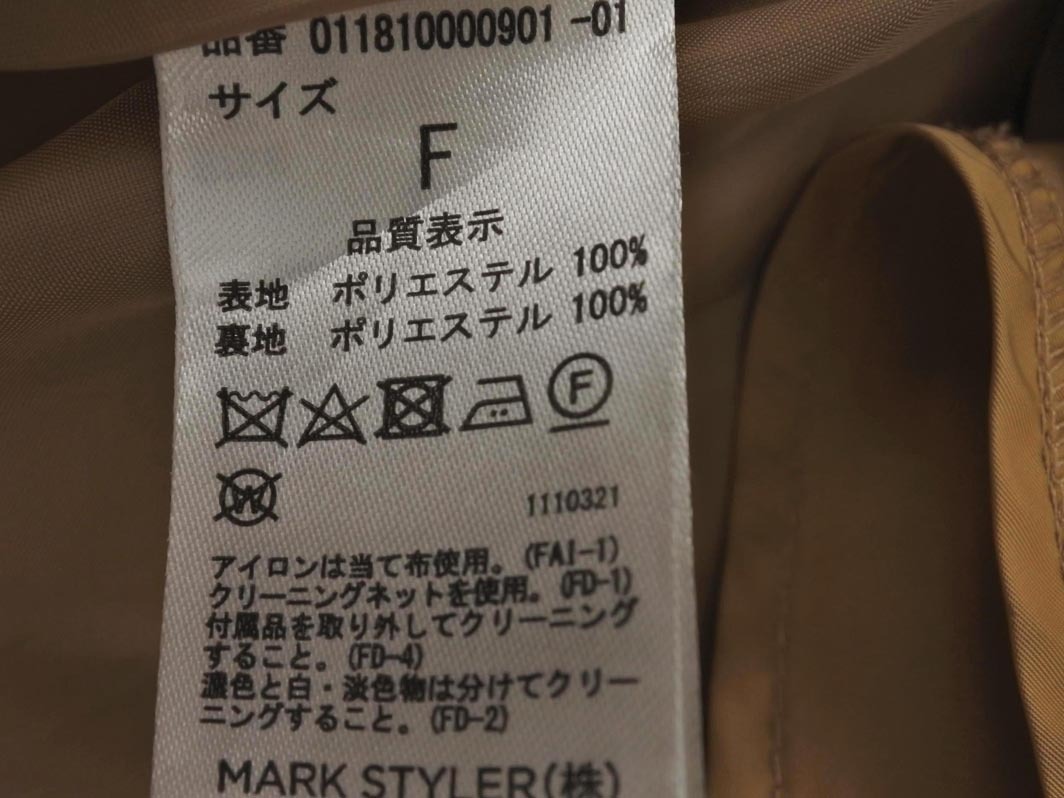 品番 011810000901 -01
サイズ
F
品質表示
表地 ポリエステル 100%
裏地 ポリエステル 100%
F
W
1110321
アイロンは当て布使用。(FAI-1)
クリーニングネットを使用。(FD-1)
付属品を取り外してクリーニング
すること。(FD-4)
濃色と白・淡色物は分けてクリー
ニングすること。(FD-2)
MARK STYLER(株)